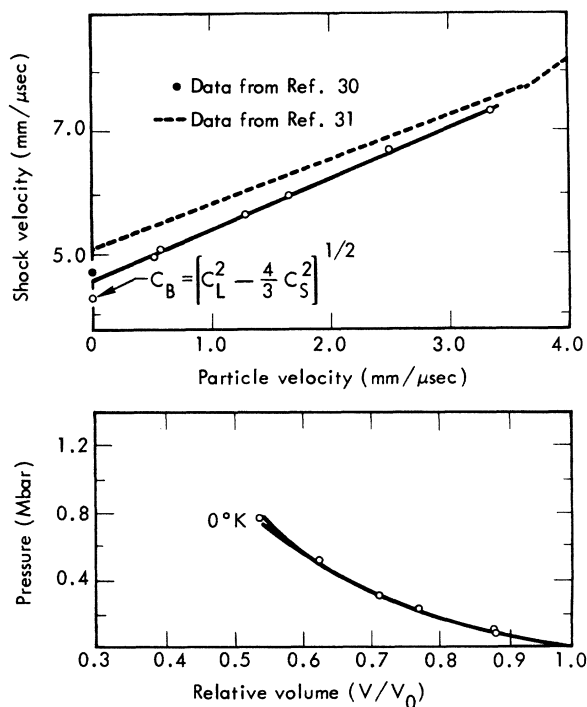 Shock velocity (mm/μsec)
7.0
5.0
● Data from Ref. 30
--- Data from Ref. 31
C_B = [C_L^2 − 4/3 C_S^2]^1/2
0 1.0 2.0 3.0 4.0
Particle velocity (mm/μsec)
Pressure (Mbar)
1.2
0.8
0.4
0°K
0.3 0.4 0.5 0.6 0.7 0.8 0.9 1.0
Relative volume (V/V_0)